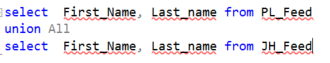 select First_Name, Last_name from PL_Feed
union All
select First_Name, Last_name from JH_Feed